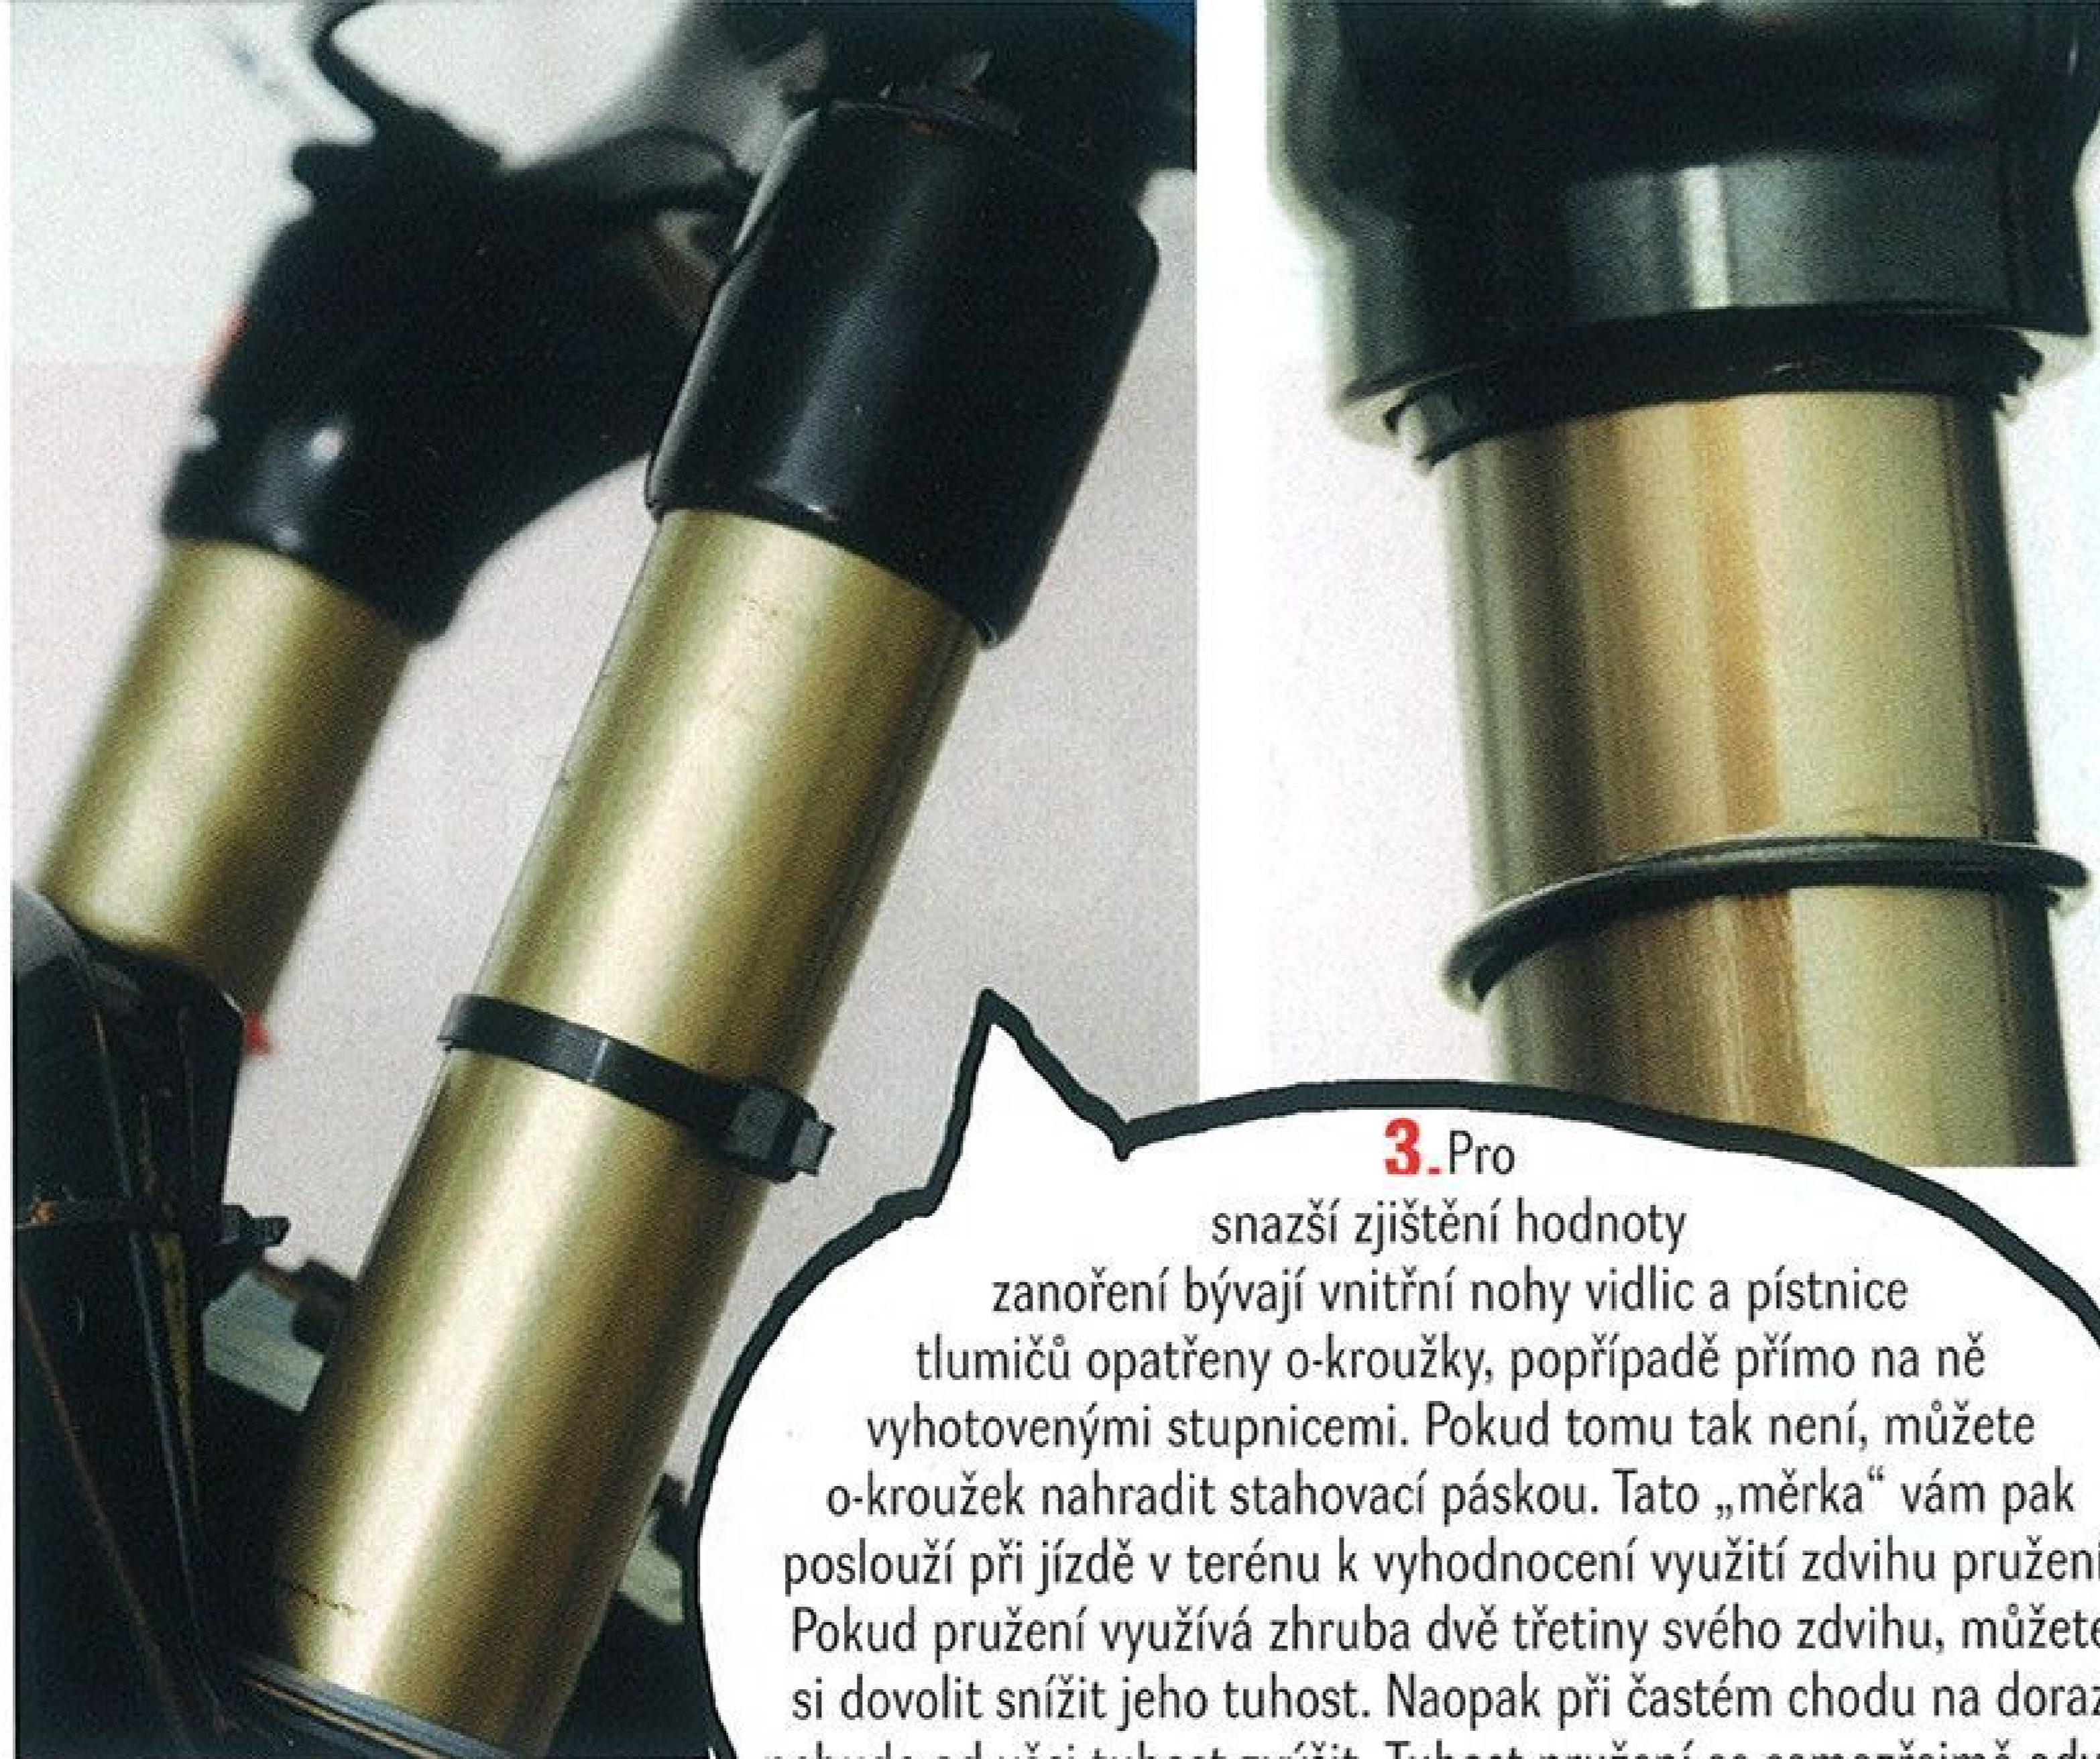 3. Pro
snazší zjištění hodnoty
zanoření bývají vnitřní nohy vidlic a pístnice
tlumičů opatřeny o-kroužky, popřípadě přímo na ně
vyhotovenými stupnicemi. Pokud tomu tak není, můžete
o-kroužek nahradit stahovací páskou. Tato „měrka“ vám pak
poslouží při jízdě v terénu k vyhodnocení využití zdvihu pružení
Pokud pružení využívá zhruba dvě třetiny svého zdvihu, můžete
si dovolit snížit jeho tuhost. Naopak při častém chodu na doraz